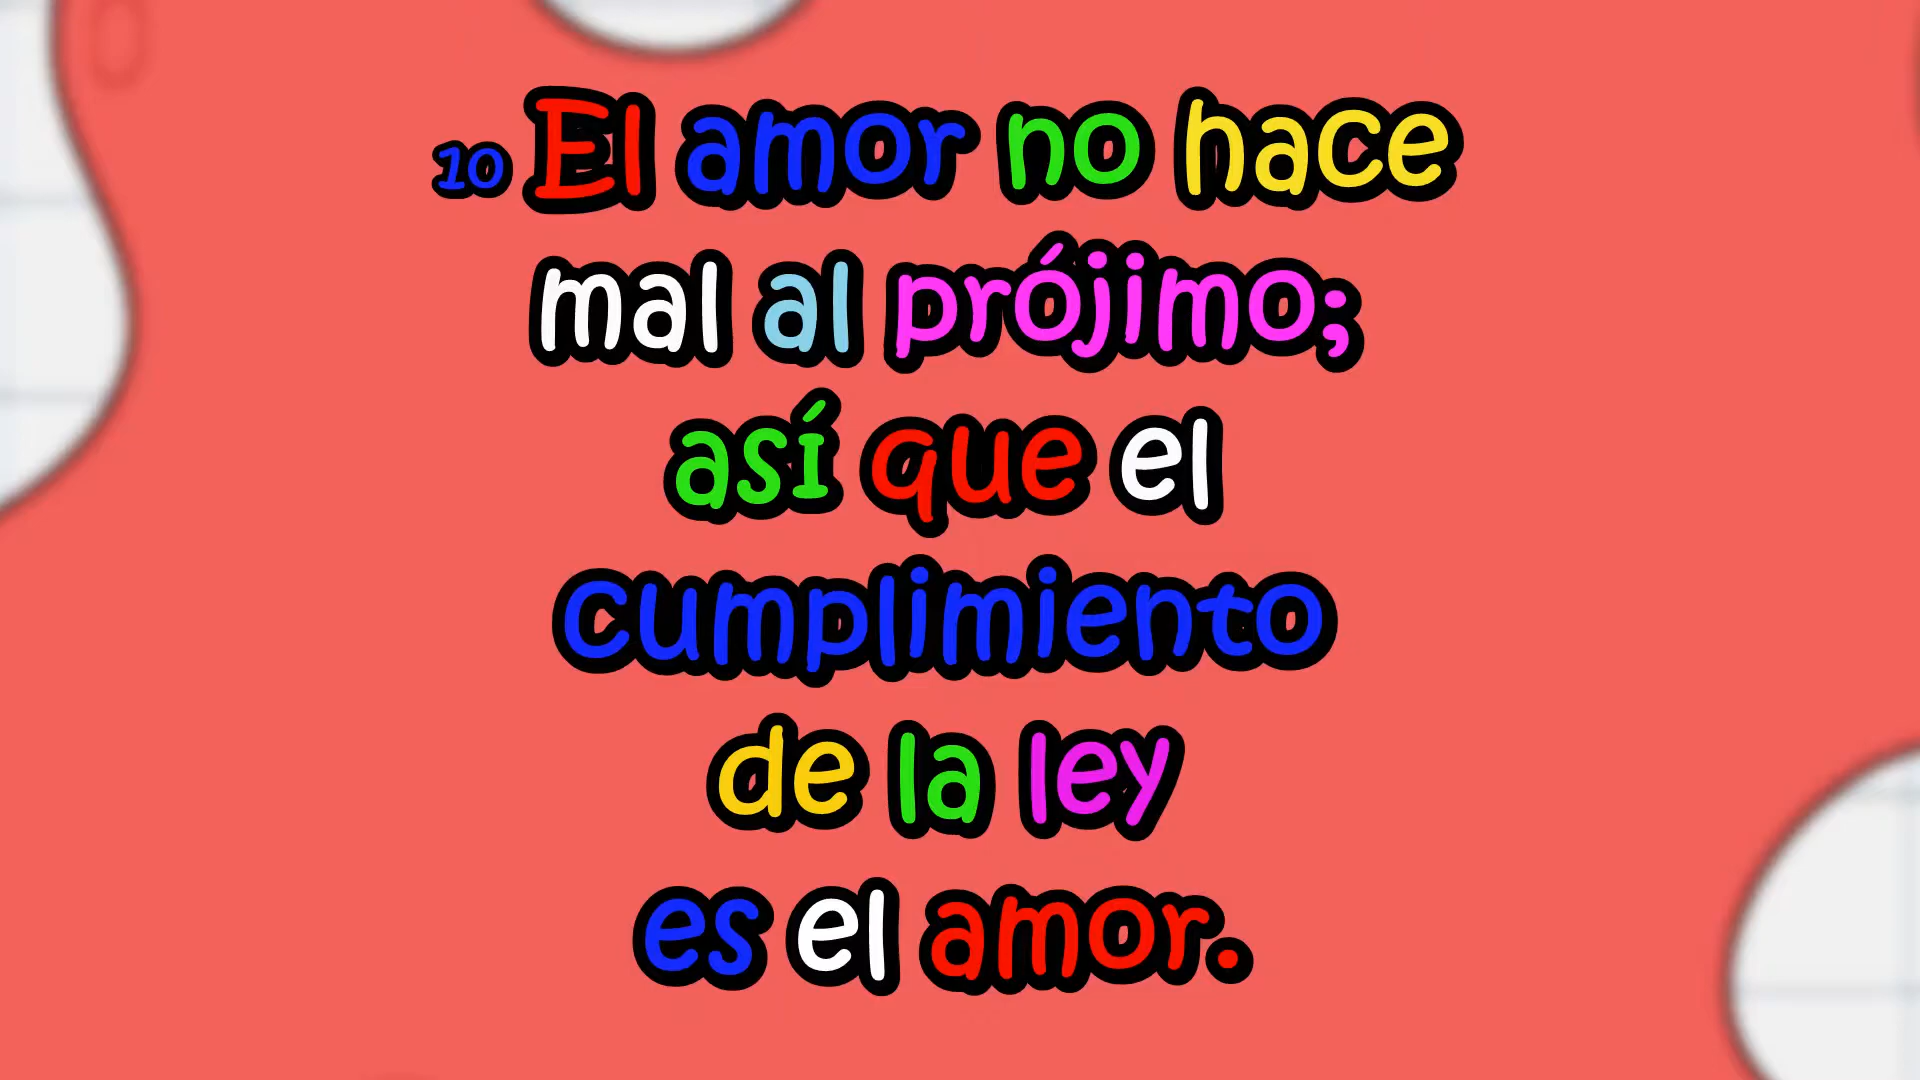 10 El amor no hace
mal al prójimo;
así que el
cumplimiento
de la ley
es el amor.